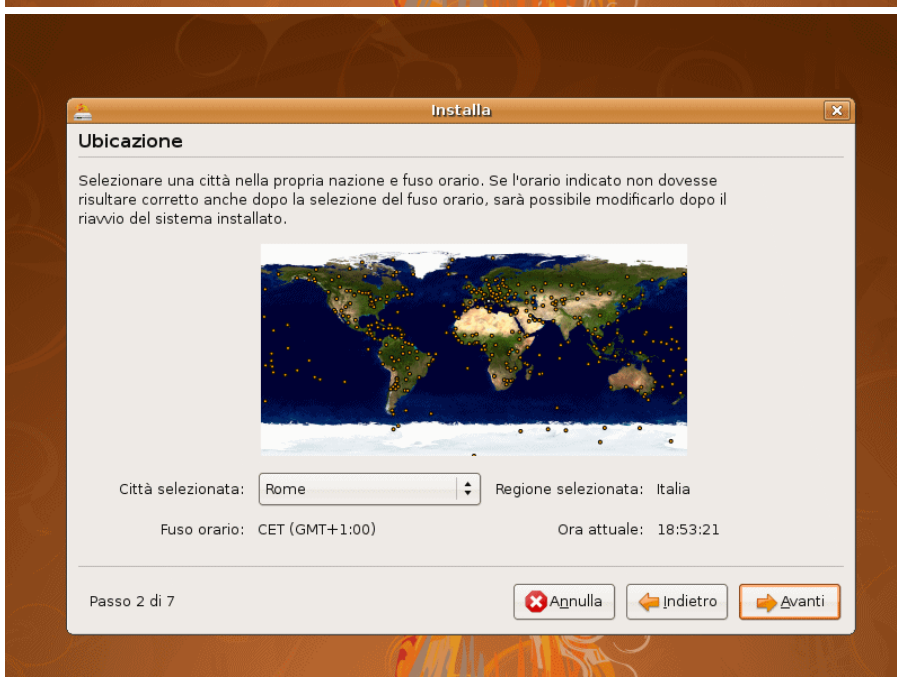 Installa
Ubicazione
Selezionare una città nella propria nazione e fuso orario. Se l'orario indicato non dovesse
risultare corretto anche dopo la selezione del fuso orario, sarà possibile modificarlo dopo il
riavvio del sistema installato.
Città selezionata: Rome Regione selezionata: Italia
Fuso orario: CET (GMT+1:00) Ora attuale: 18:53:21
Passo 2 di 7 Annulla Indietro Avanti